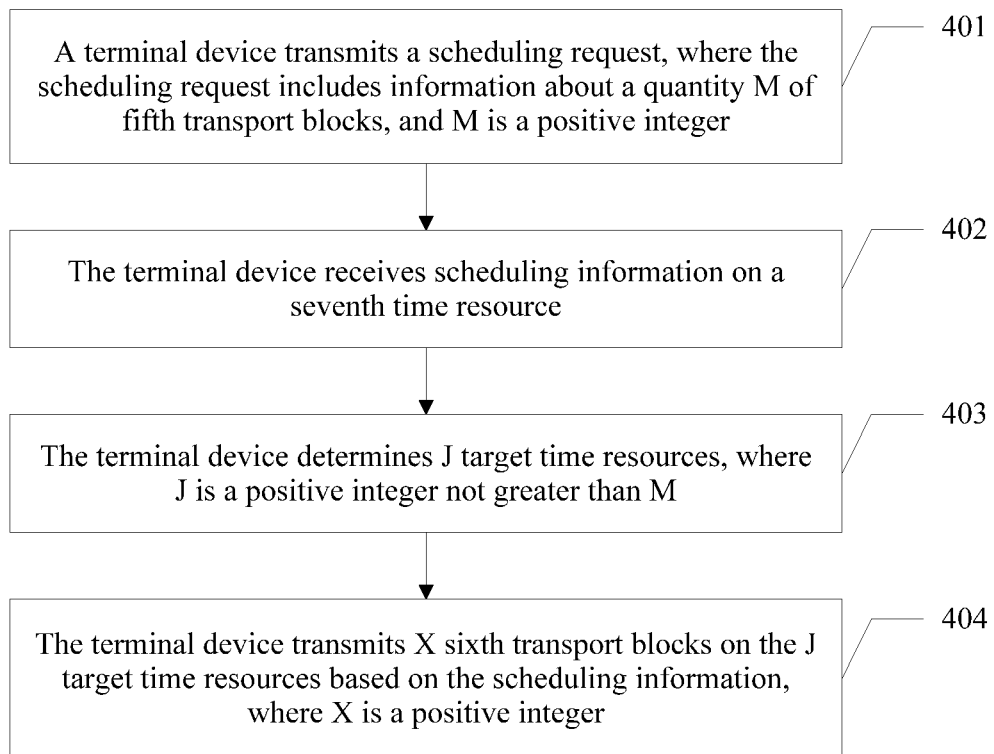 A terminal device transmits a scheduling request, where the
scheduling request includes information about a quantity M of
fifth transport blocks, and M is a positive integer
401
The terminal device receives scheduling information on a
seventh time resource
402
The terminal device determines J target time resources, where
J is a positive integer not greater than M
403
The terminal device transmits X sixth transport blocks on the J
target time resources based on the scheduling information,
where X is a positive integer
404